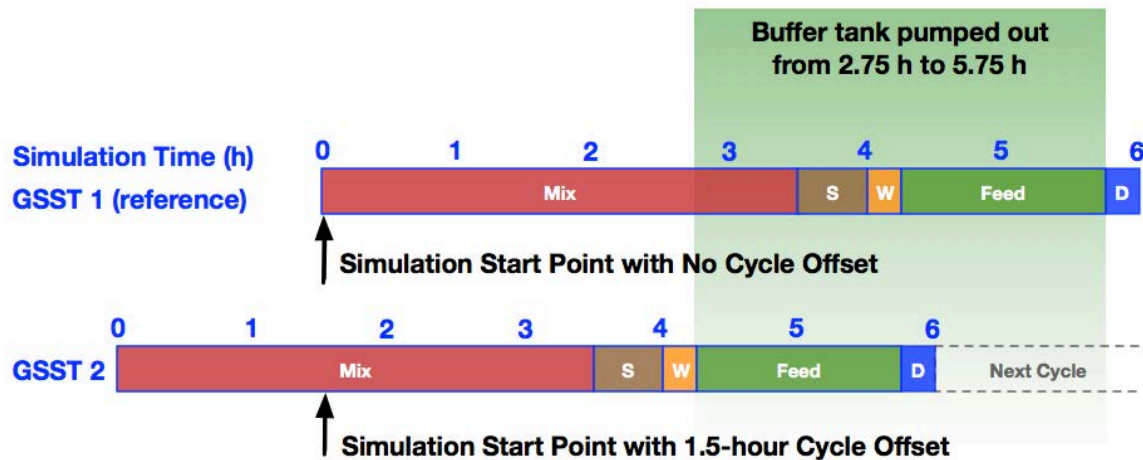 Buffer tank pumped out
from 2.75 h to 5.75 h
Simulation Time (h) 0 1 2 3 4 5 6
GSST 1 (reference) Mix S W Feed D
Simulation Start Point with No Cycle Offset
0 1 2 3 4 5 6
GSST 2 Mix S W Feed D Next Cycle
Simulation Start Point with 1.5-hour Cycle Offset